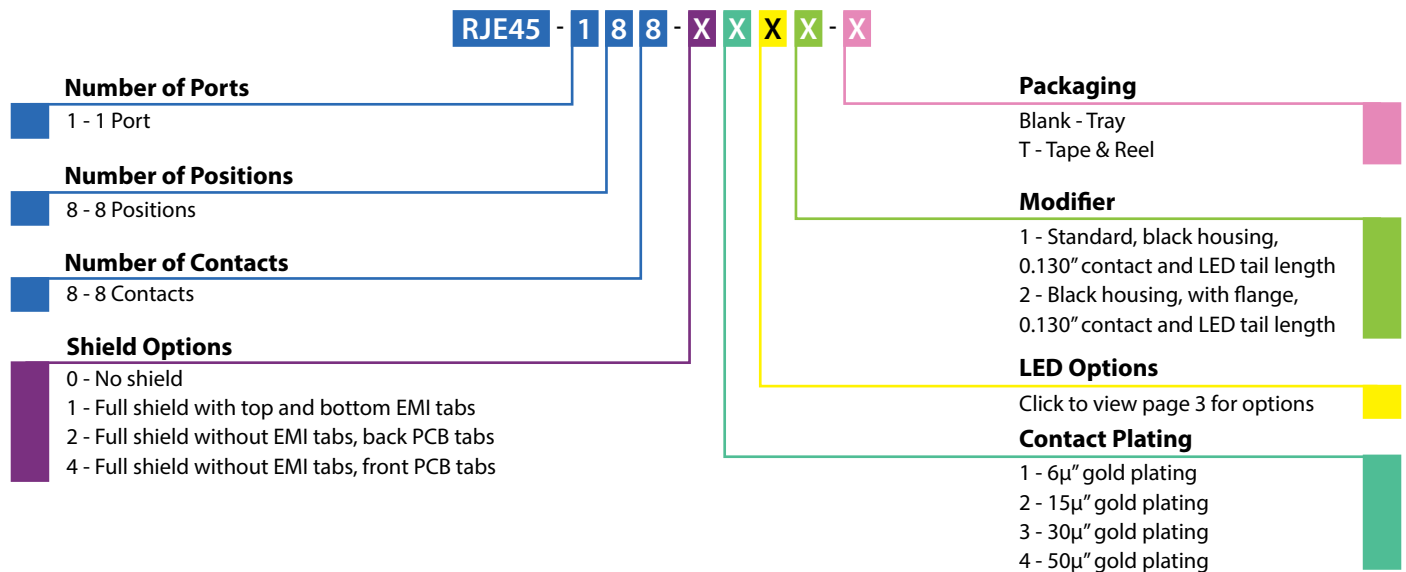 RJE45 - 1 8 8 - X X X X - X
Number of Ports
1 - 1 Port
Number of Positions
8 - 8 Positions
Number of Contacts
8 - 8 Contacts
Shield Options
0 - No shield
1 - Full shield with top and bottom EMI tabs
2 - Full shield without EMI tabs, back PCB tabs
4 - Full shield without EMI tabs, front PCB tabs
Packaging
Blank - Tray
T - Tape & Reel
Modifier
1 - Standard, black housing,
0.130” contact and LED tail length
2 - Black housing, with flange,
0.130” contact and LED tail length
LED Options
Click to view page 3 for options
Contact Plating
1 - 6µ” gold plating
2 - 15µ” gold plating
3 - 30µ” gold plating
4 - 50µ” gold plating